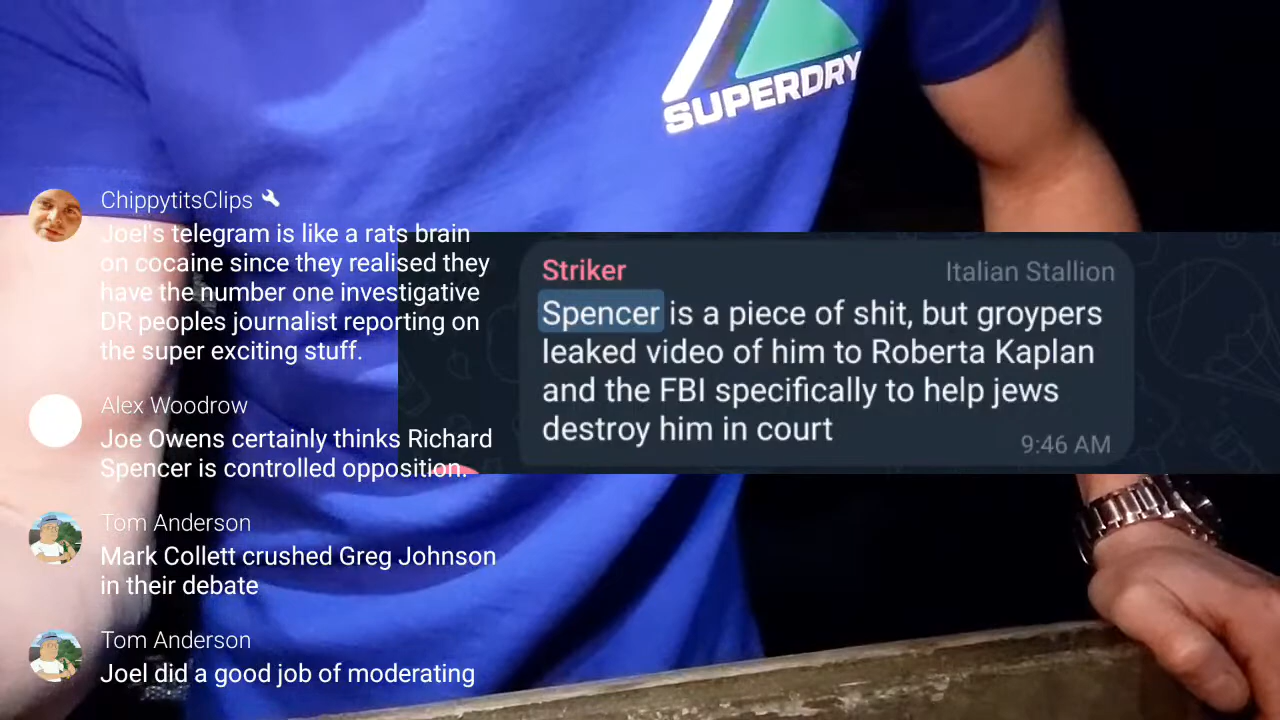 SUPERDRY
ChippytitsClips
Joel's telegram is like a rats brain
on cocaine since they realised they
have the number one investigative
DR peoples journalist reporting on
the super exciting stuff.
Alex Woodrow
Joe Owens certainly thinks Richard
Spencer is controlled opposition.
Tom Anderson
Mark Collett crushed Greg Johnson
in their debate
Tom Anderson
Joel did a good job of moderating
Striker Italian Stallion
Spencer is a piece of shit, but groypers
leaked video of him to Roberta Kaplan
and the FBI specifically to help jews
destroy him in court
9:46 AM